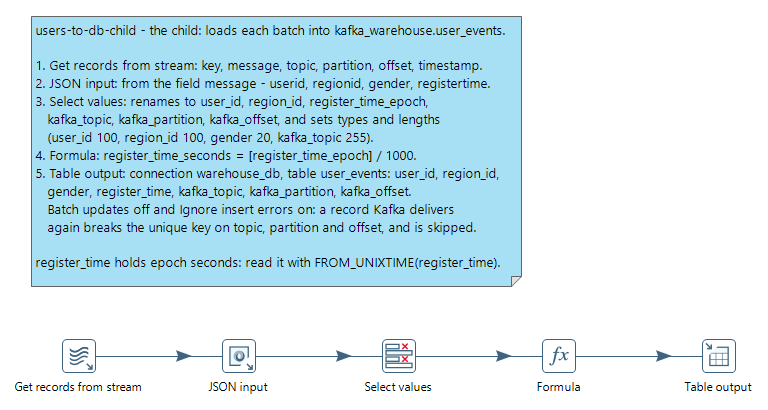 users-to-db-child - the child: loads each batch into kafka_warehouse.user_events.
1. Get records from stream: key, message, topic, partition, offset, timestamp.
2. JSON input: from the field message - userid, regionid, gender, registertime.
3. Select values: renames to user_id, region_id, register_time_epoch,
kafka_topic, kafka_partition, kafka_offset, and sets types and lengths
(user_id 100, region_id 100, gender 20, kafka_topic 255).
4. Formula: register_time_seconds = [register_time_epoch] / 1000.
5. Table output: connection warehouse_db, table user_events: user_id, region_id,
gender, register_time, kafka_topic, kafka_partition, kafka_offset.
Batch updates off and Ignore insert errors on: a record Kafka delivers
again breaks the unique key on topic, partition and offset, and is skipped.
register_time holds epoch seconds: read it with FROM_UNIXTIME(register_time).
fx
Get records from stream
JSON input
Select values
Formula
Table output